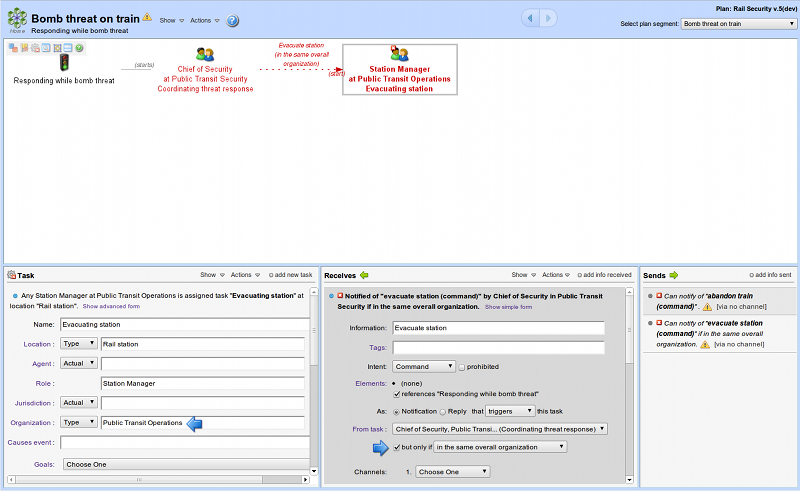 Plan: Rail Security v.5(dev)
Home
Bomb threat on train
Show
Actions
?
Responding while bomb threat
Select plan segment:
Bomb threat on train
Responding while bomb threat
(starts)
Chief of Security
at Public Transit Security
Coordinating threat response
Evacuate station
(in the same overall
organization)
(start)
Station Manager
at Public Transit Operations
Evacuating station
Task
Show
Actions
add new task
Any Station Manager at Public Transit Operations is assigned task "Evacuating station" at
location "Rail station". Show advanced form
Name: Evacuating station
Location : Type Rail station
Agent : Actual
Role : Station Manager
Jurisdiction : Actual
Organization : Type Public Transit Operations
Causes event :
Goals: Choose One
Receives
Show
Actions
add info received
Notified of "evacuate station (command)" by Chief of Security in Public Transit
Security if in the same overall organization. Show simple form
Information: Evacuate station
Tags:
Intent: Command prohibited
Elements: (none)
references "Responding while bomb threat"
As: Notification Reply that triggers this task
From task : Chief of Security, Public Transi... (Coordinating threat response)
but only if in the same overall organization
Channels: 1. Choose One
Sends
add info sent
Can notify of "abandon train
(command)". [via no channel]
Can notify of "evacuate station
(command)" if in the same overall
organization. [via no channel]